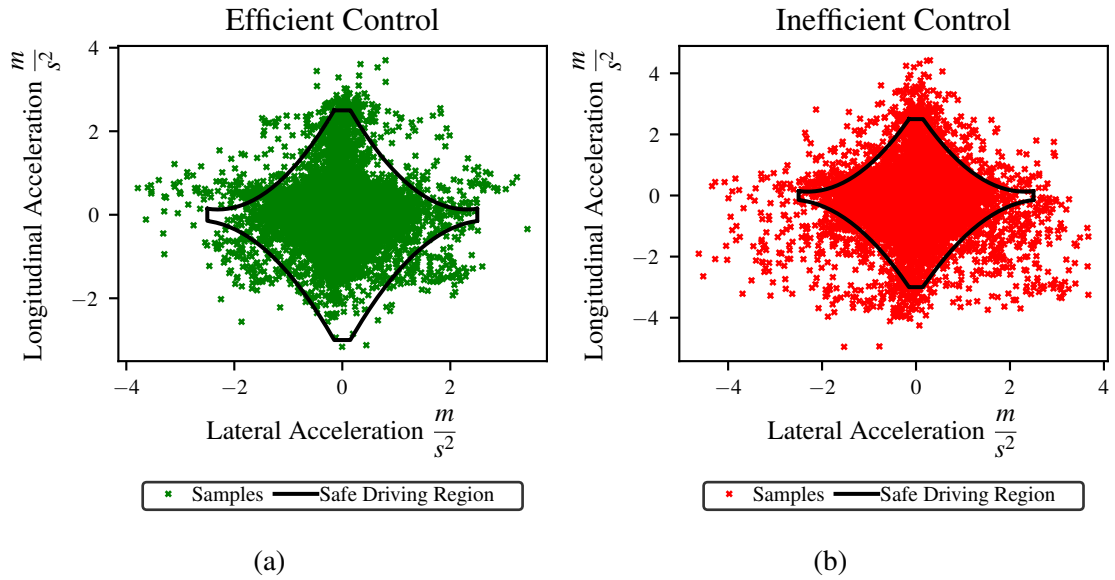 Efficient Control
Longitudinal Acceleration m/s²
4
2
0
−2
−4 −2 0 2
Lateral Acceleration m/s²
Samples Safe Driving Region
(a)
Inefficient Control
Longitudinal Acceleration m/s²
4
2
0
−2
−4
−4 −2 0 2 4
Lateral Acceleration m/s²
Samples Safe Driving Region
(b)